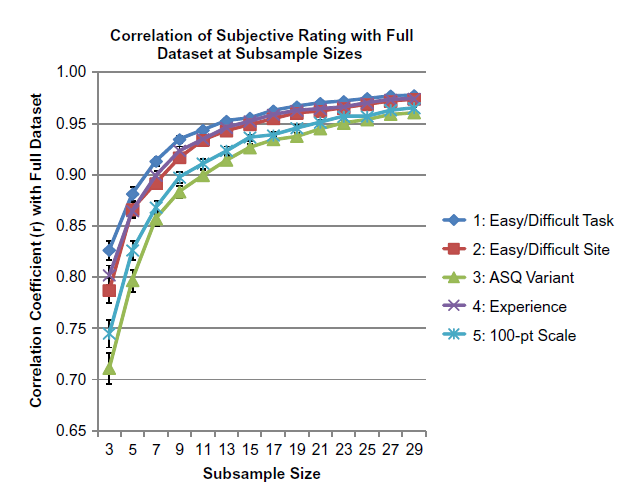 Correlation of Subjective Rating with Full
Dataset at Subsample Sizes
Correlation Coefficient (r) with Full Dataset
1.00
0.95
0.90
0.85
0.80
0.75
0.70
0.65
3 5 7 9 11 13 15 17 19 21 23 25 27 29
Subsample Size
1: Easy/Difficult Task
2: Easy/Difficult Site
3: ASQ Variant
4: Experience
5: 100-pt Scale